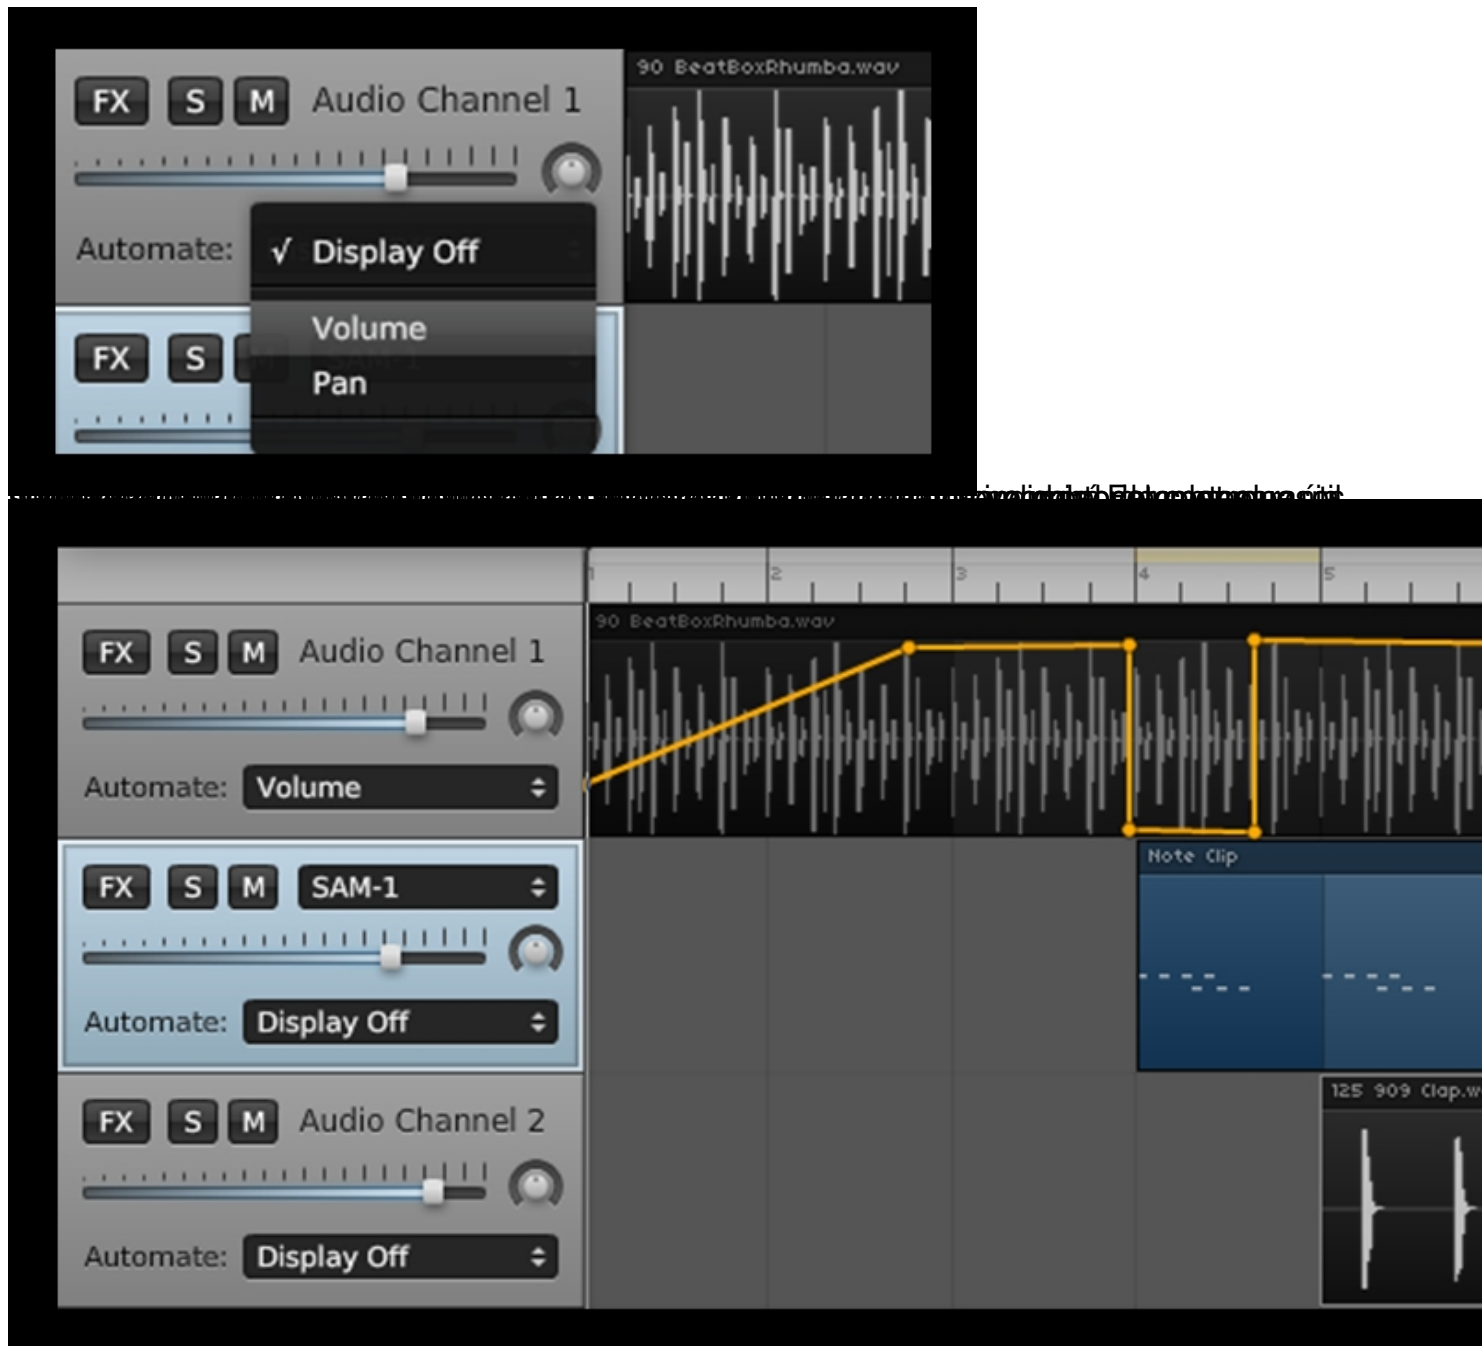 90 BeatBoxRhumba.wav
FX S M Audio Channel 1
Automate:
√ Display Off
Volume
FX S
Pan
1 2 3 4 5
90 BeatBoxRhumba.wav
FX S M Audio Channel 1
Automate: Volume
Note Clip
FX S M SAM-1
Automate: Display Off
125 909 Clap.w
FX S M Audio Channel 2
Automate: Display Off